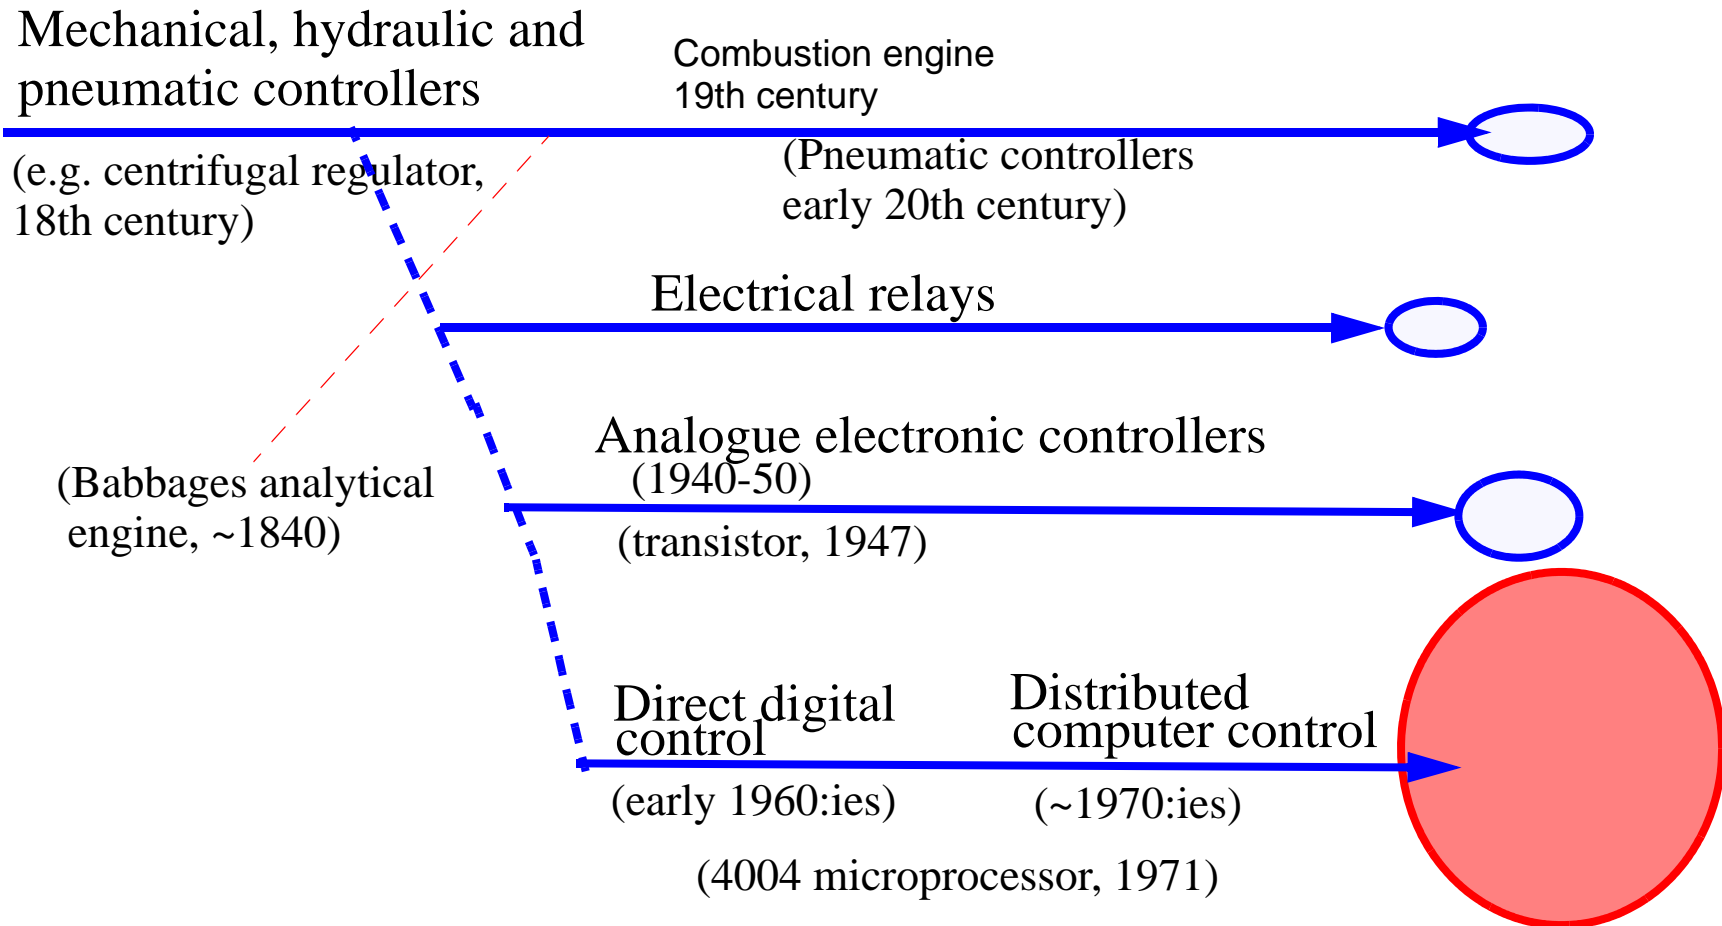 Mechanical, hydraulic and
pneumatic controllers
Combustion engine
19th century
(e.g. centrifugal regulator,
18th century)
(Pneumatic controllers
early 20th century)
Electrical relays
Analogue electronic controllers
(1940-50)
(transistor, 1947)
(Babbages analytical
engine, ~1840)
Direct digital
control
(early 1960:ies)
Distributed
computer control
(~1970:ies)
(4004 microprocessor, 1971)